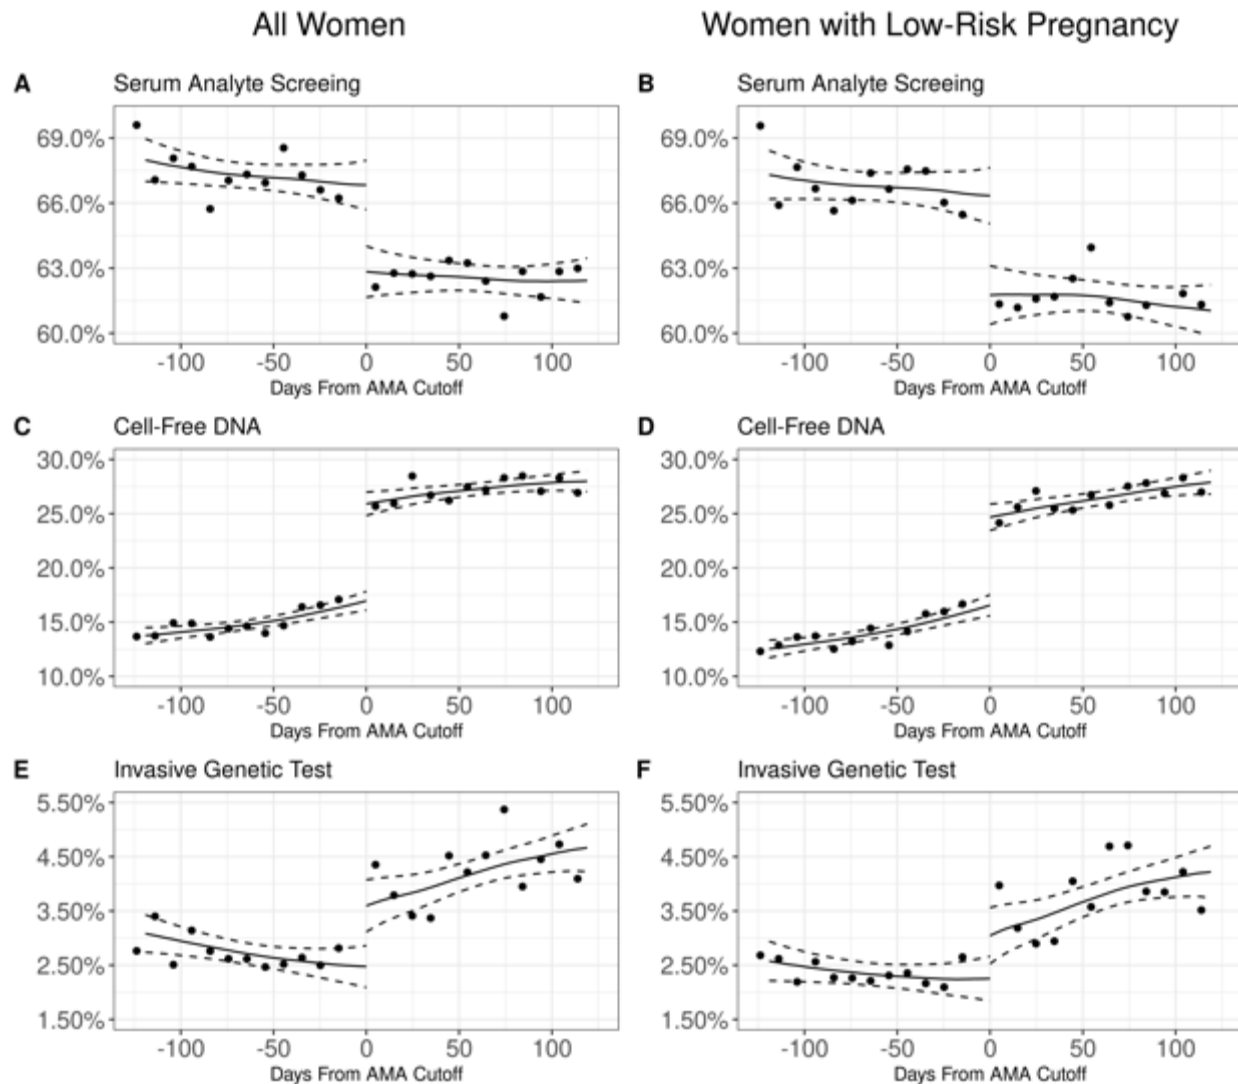 All Women
Women with Low-Risk Pregnancy
A Serum Analyte Screeing
69.0%
66.0%
63.0%
60.0%
-100 -50 0 50 100
Days From AMA Cutoff
B Serum Analyte Screeing
69.0%
66.0%
63.0%
60.0%
-100 -50 0 50 100
Days From AMA Cutoff
C Cell-Free DNA
30.0%
25.0%
20.0%
15.0%
10.0%
-100 -50 0 50 100
Days From AMA Cutoff
D Cell-Free DNA
30.0%
25.0%
20.0%
15.0%
10.0%
-100 -50 0 50 100
Days From AMA Cutoff
E Invasive Genetic Test
5.50%
4.50%
3.50%
2.50%
1.50%
-100 -50 0 50 100
Days From AMA Cutoff
F Invasive Genetic Test
5.50%
4.50%
3.50%
2.50%
1.50%
-100 -50 0 50 100
Days From AMA Cutoff